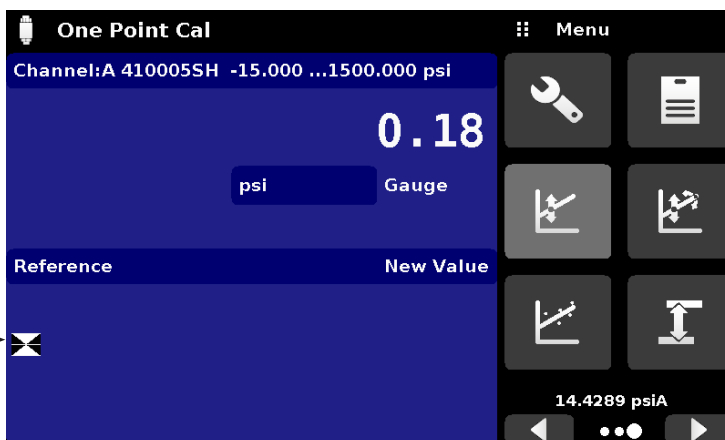 One Point Cal
Menu
Channel:A 410005SH -15.000 ...1500.000 psi
0.18
psi
Gauge
Reference
New Value
14.4289 psiA